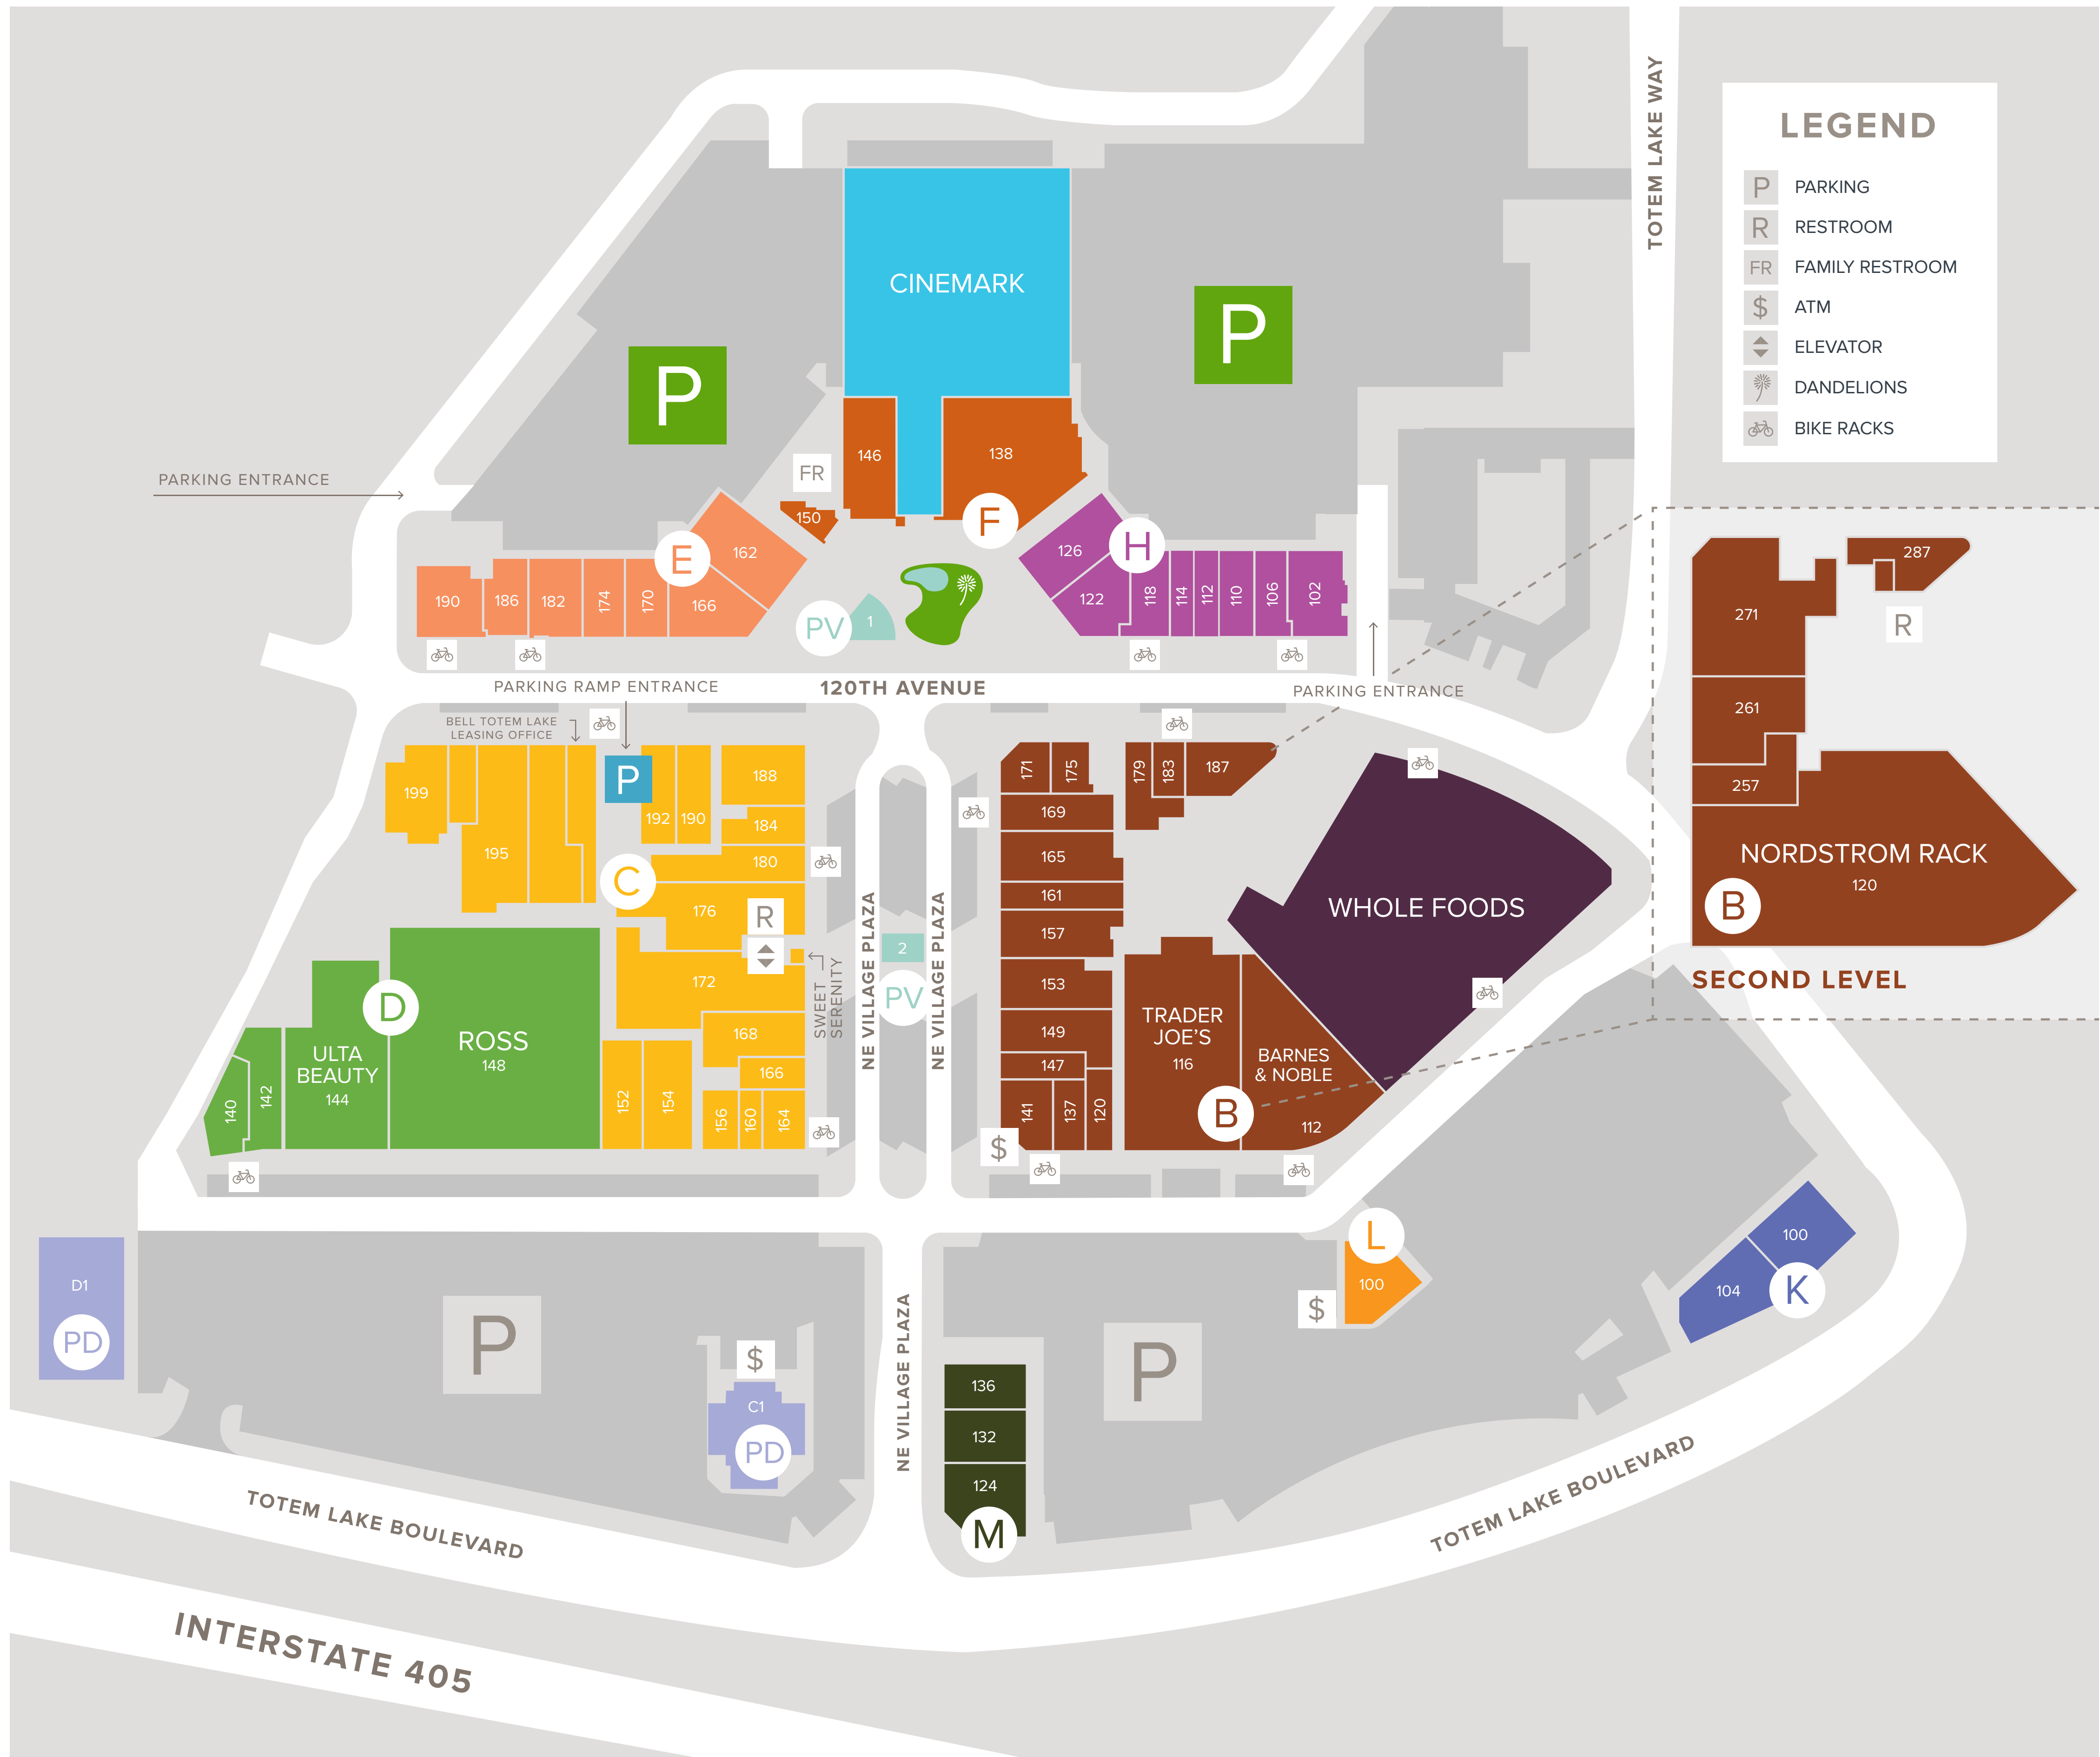 TOTEM LAKE WAY
LEGEND
P PARKING
R RESTROOM
FR FAMILY RESTROOM
$ ATM
ELEVATOR
DANDELIONS
BIKE RACKS
CINEMARK
P
P
PARKING ENTRANCE
FR
146
138
150
F
E
162
190
186
182
174
170
166
PV
1
126
H
122
118
114
112
110
106
102
PARKING RAMP ENTRANCE
120TH AVENUE
PARKING ENTRANCE
BELL TOTEM LAKE
LEASING OFFICE
199
195
P
192
190
188
184
180
C
176
R
172
SWEET
SERENITY
168
166
152
154
156
160
164
D
ROSS
148
ULTA
BEAUTY
144
142
140
NE VILLAGE PLAZA
NE VILLAGE PLAZA
2
PV
171
175
179
183
187
169
165
161
157
153
149
147
141
137
120
$
TRADER
JOE'S
116
BARNES
& NOBLE
112
B
WHOLE FOODS
271
287
R
261
257
NORDSTROM RACK
120
B
SECOND LEVEL
D1
PD
P
$
C1
PD
NE VILLAGE PLAZA
136
132
124
M
P
L
100
$
100
104
K
TOTEM LAKE BOULEVARD
TOTEM LAKE BOULEVARD
INTERSTATE 405